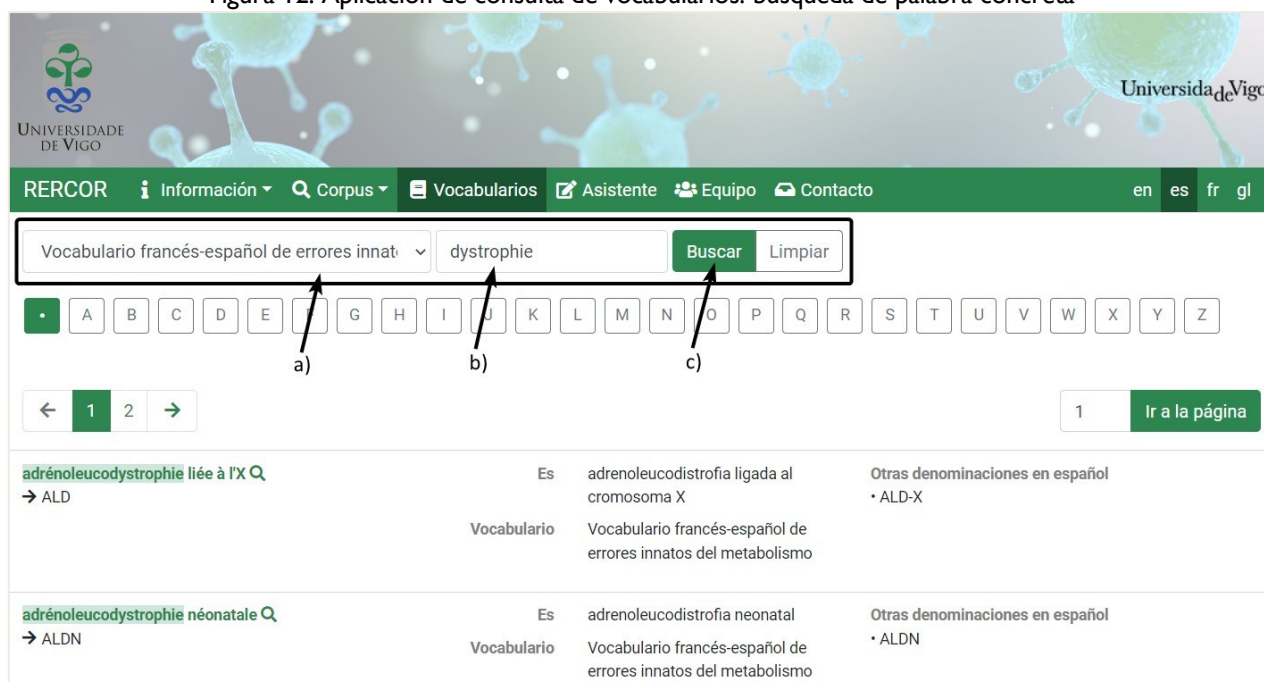 Figura 12. Aplicación de consulta de vocabularios: búsqueda de palabra concreta
UNIVERSIDADE
DE VIGO
Universida de Vigo
RERCOR Información Corpus Vocabularios Asistente Equipo Contacto en es fr gl
Vocabulario francés-español de errores innat dystrophie Buscar Limpiar
• A B C D E F G H I J K L M N O P Q R S T U V W X Y Z
a) b) c)
← 1 2 → 1 Ir a la página
adrénoleucodystrophie liée à l'X Es adrenoleucodistrofia ligada al Otras denominaciones en español
→ ALD cromosoma X • ALD-X
Vocabulario Vocabulario francés-español de
errores innatos del metabolismo
adrénoleucodystrophie néonatale Es adrenoleucodistrofia neonatal Otras denominaciones en español
→ ALDN Vocabulario Vocabulario francés-español de • ALDN
errores innatos del metabolismo